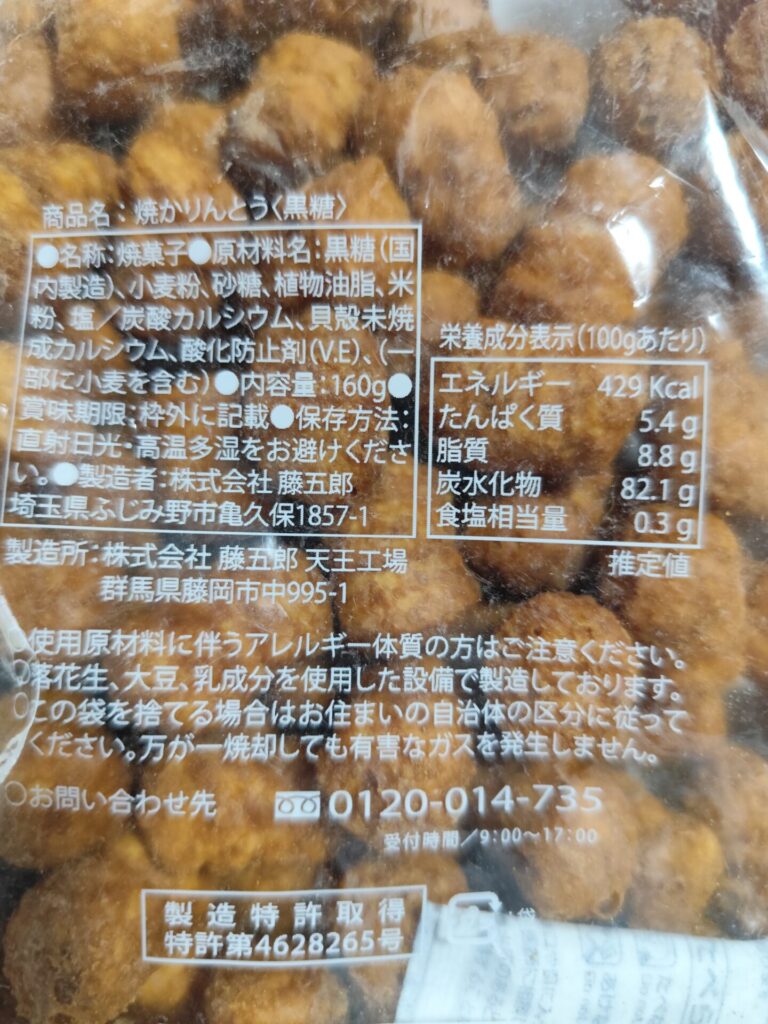 商品名：焼かりんとう〈黒糖〉
●名称：焼菓子●原材料名：黒糖（国
内製造）、小麦粉、砂糖、植物油脂、米
粉、塩／炭酸カルシウム、貝殻未焼
成カルシウム、酸化防止剤（V.E）、（一
部に小麦を含む）●内容量：160g●
賞味期限：枠外に記載●保存方法：
直射日光・高温多湿をお避けくださ
い。●製造者：株式会社 藤五郎
埼玉県ふじみ野市亀久保1857-1
栄養成分表示（100gあたり）
エネルギー 429 Kcal
たんぱく質 5.4 g
脂質 8.8 g
炭水化物 82.1 g
食塩相当量 0.3 g
推定値
製造所：株式会社 藤五郎 天王工場
群馬県藤岡市中995-1
○使用原材料に伴うアレルギー体質の方はご注意ください。
○落花生、大豆、乳成分を使用した設備で製造しております。
○この袋を捨てる場合はお住まいの自治体の区分に従って
ください。万が一焼却しても有害なガスを発生しません。
○お問い合わせ先 0120-014-735
受付時間／9:00～17:00
製造特許取得
特許第4628265号
袋